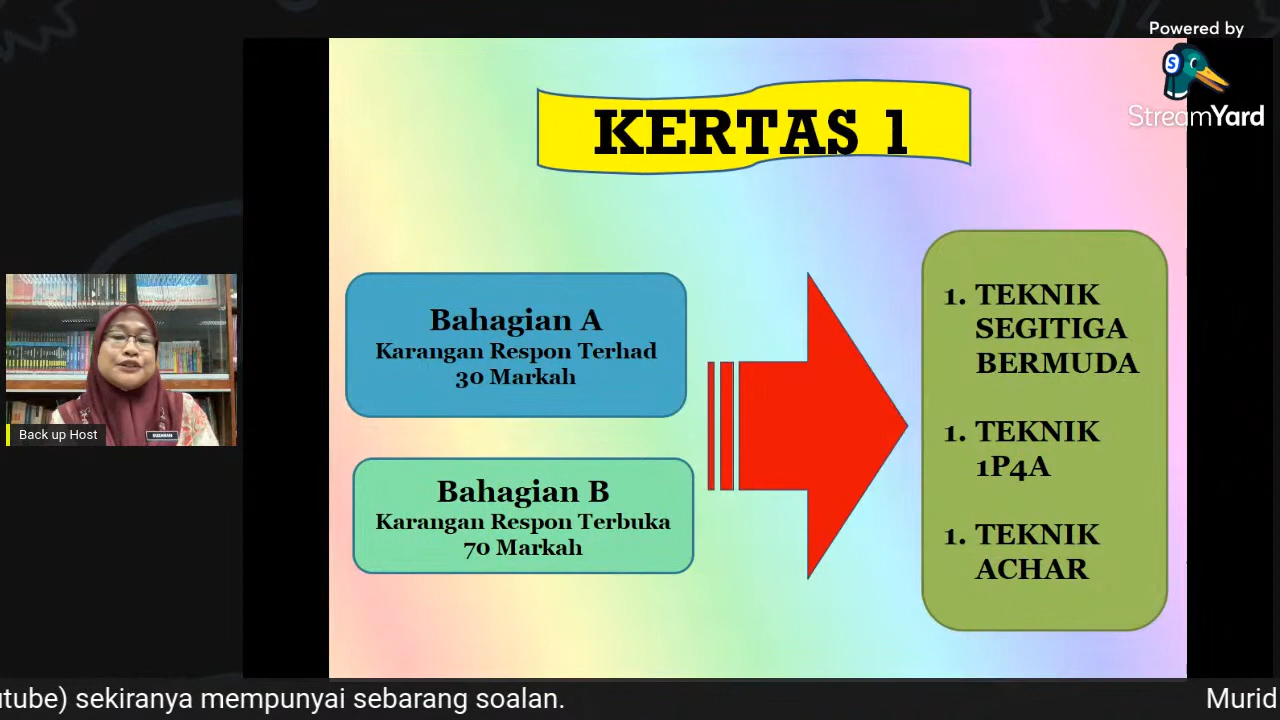 Powered by
StreamYard
KERTAS 1
Bahagian A
Karangan Respon Terhad
30 Markah
Bahagian B
Karangan Respon Terbuka
70 Markah
1. TEKNIK
SEGITIGA
BERMUDA
1. TEKNIK
1P4A
1. TEKNIK
ACHAR
Back up Host
utube) sekiranya mempunyai sebarang soalan.
Murid